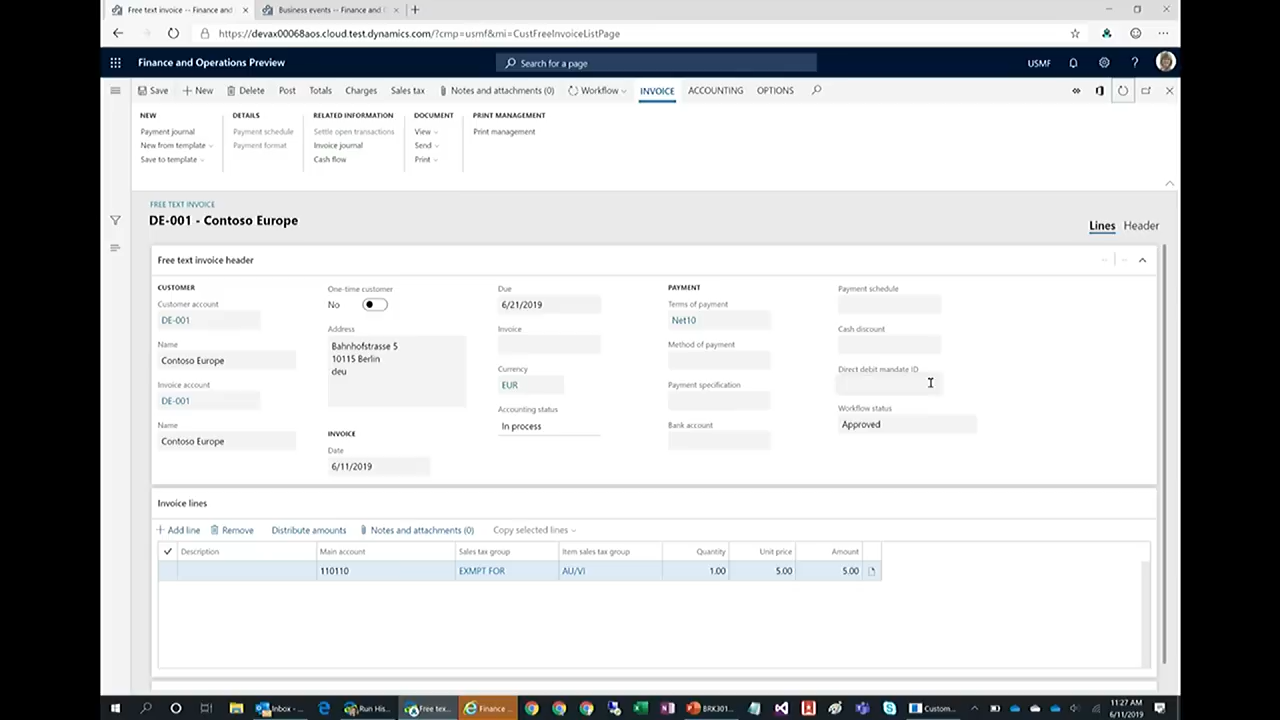 Free text invoice -- Finance and
Business events -- Finance and
https://devax00068aos.cloud.test.dynamics.com/?cmp=usmf&mi=CustFreeInvoiceListPage
Finance and Operations Preview
Search for a page
USMF
Save
New
Delete
Post
Totals
Charges
Sales tax
Notes and attachments (0)
Workflow
INVOICE
ACCOUNTING
OPTIONS
NEW
Payment journal
New from template
Save to template
DETAILS
Payment schedule
Payment format
RELATED INFORMATION
Settle open transactions
Invoice journal
Cash flow
DOCUMENT
View
Send
Print
PRINT MANAGEMENT
Print management
FREE TEXT INVOICE
DE-001 - Contoso Europe
Lines
Header
Free text invoice header
CUSTOMER
Customer account
DE-001
Name
Contoso Europe
Invoice account
DE-001
Name
Contoso Europe
One-time customer
No
Address
Bahnhofstrasse 5
10115 Berlin
deu
INVOICE
Date
6/11/2019
Due
6/21/2019
Invoice
Currency
EUR
Accounting status
In process
PAYMENT
Terms of payment
Net10
Method of payment
Payment specification
Bank account
Payment schedule
Cash discount
Direct debit mandate ID
Workflow status
Approved
Invoice lines
Add line
Remove
Distribute amounts
Notes and attachments (0)
Copy selected lines
Description
Main account
Sales tax group
Item sales tax group
Quantity
Unit price
Amount
110110
EXMPT FOR
AU/VI
1.00
5.00
5.00
Inbox -
Run His...
Free tex...
Finance ...
BRK301...
Custom...
11:27 AM
6/11/2019